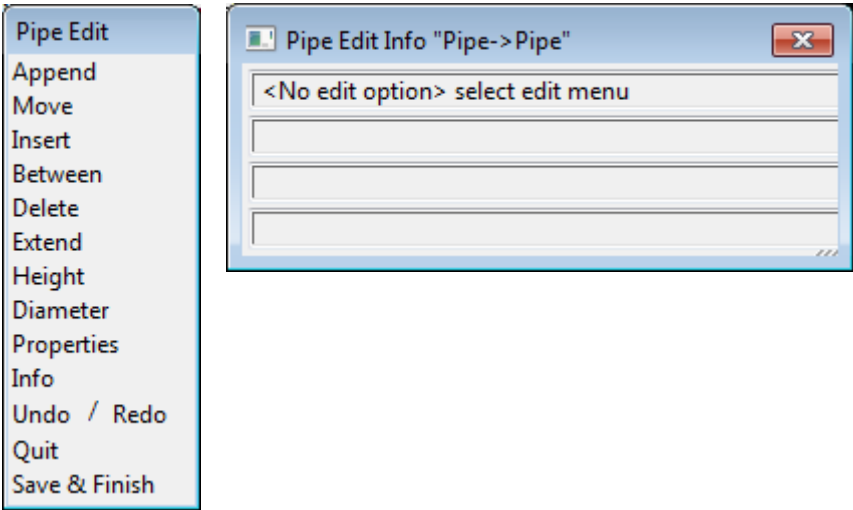 Pipe Edit
Append
Move
Insert
Between
Delete
Extend
Height
Diameter
Properties
Info
Undo / Redo
Quit
Save & Finish
Pipe Edit Info "Pipe->Pipe"
<No edit option> select edit menu